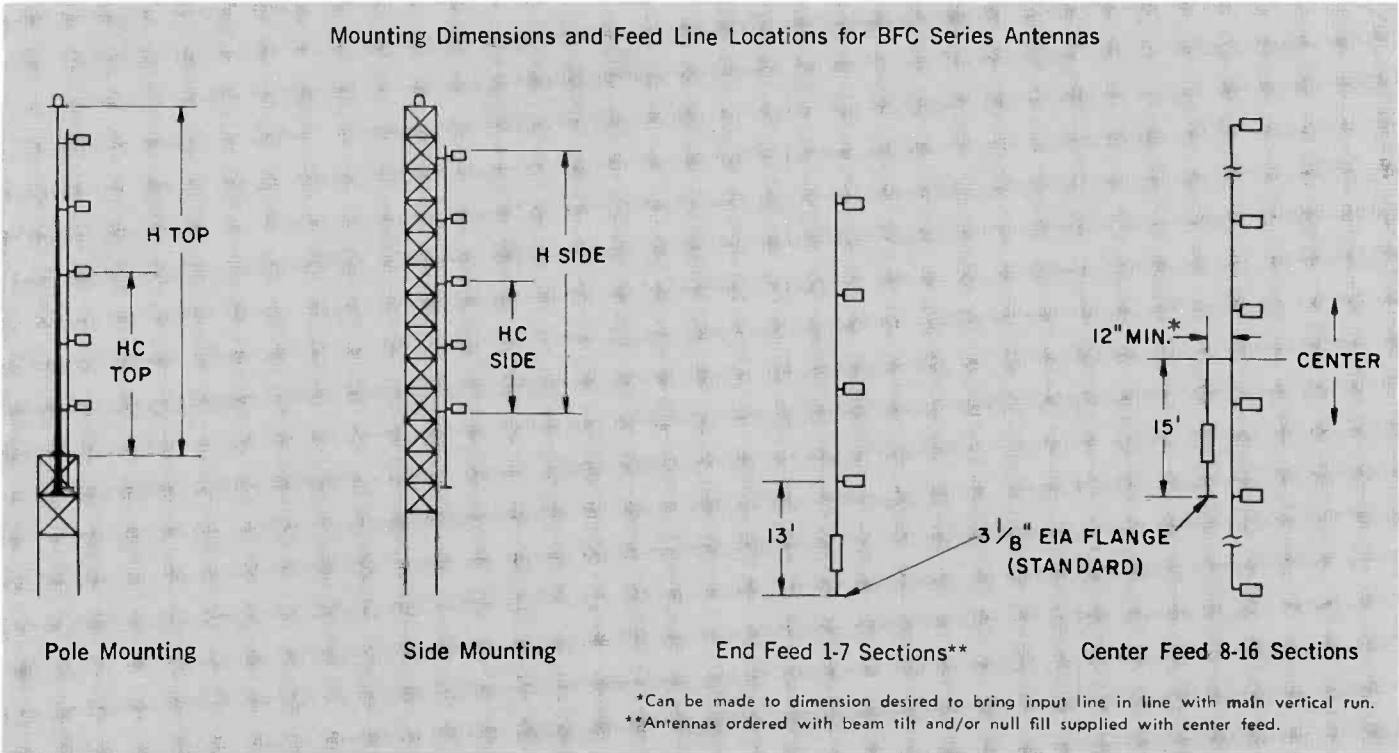 Mounting Dimensions and Feed Line Locations for BFC Series Antennas
H TOP
HC
TOP
H SIDE
HC
SIDE
13'
3 1/8" EIA FLANGE
(STANDARD)
12" MIN.*
15'
CENTER
Pole Mounting
Side Mounting
End Feed 1-7 Sections**
Center Feed 8-16 Sections
*Can be made to dimension desired to bring input line in line with main vertical run.
**Antennas ordered with beam tilt and/or null fill supplied with center feed.